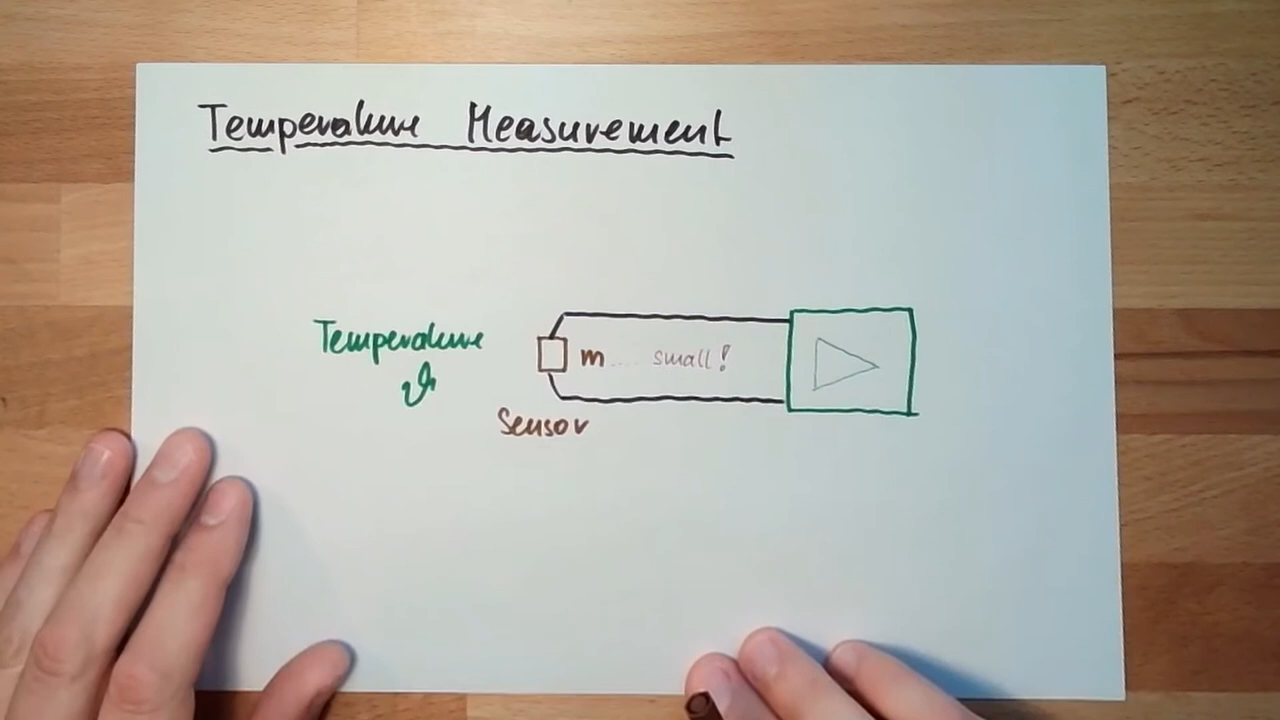 Temperature Measurement
Temperature
ϑ
m .... small!
Sensor